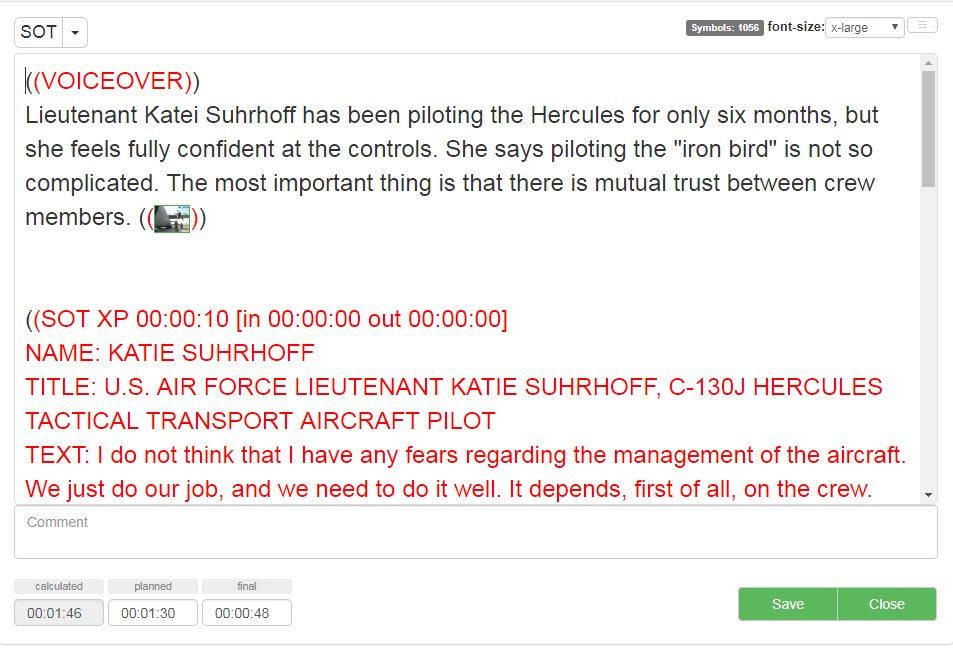 SOT
Symbols: 1056 font-size: x-large
((VOICEOVER))
Lieutenant Katei Suhrhoff has been piloting the Hercules for only six months, but
she feels fully confident at the controls. She says piloting the "iron bird" is not so
complicated. The most important thing is that there is mutual trust between crew
members. (( ))
((SOT XP 00:00:10 [in 00:00:00 out 00:00:00]
NAME: KATIE SUHRHOFF
TITLE: U.S. AIR FORCE LIEUTENANT KATIE SUHRHOFF, C-130J HERCULES
TACTICAL TRANSPORT AIRCRAFT PILOT
TEXT: I do not think that I have any fears regarding the management of the aircraft.
We just do our job, and we need to do it well. It depends, first of all, on the crew.
Comment
calculated planned final
00:01:46 00:01:30 00:00:48
Save Close